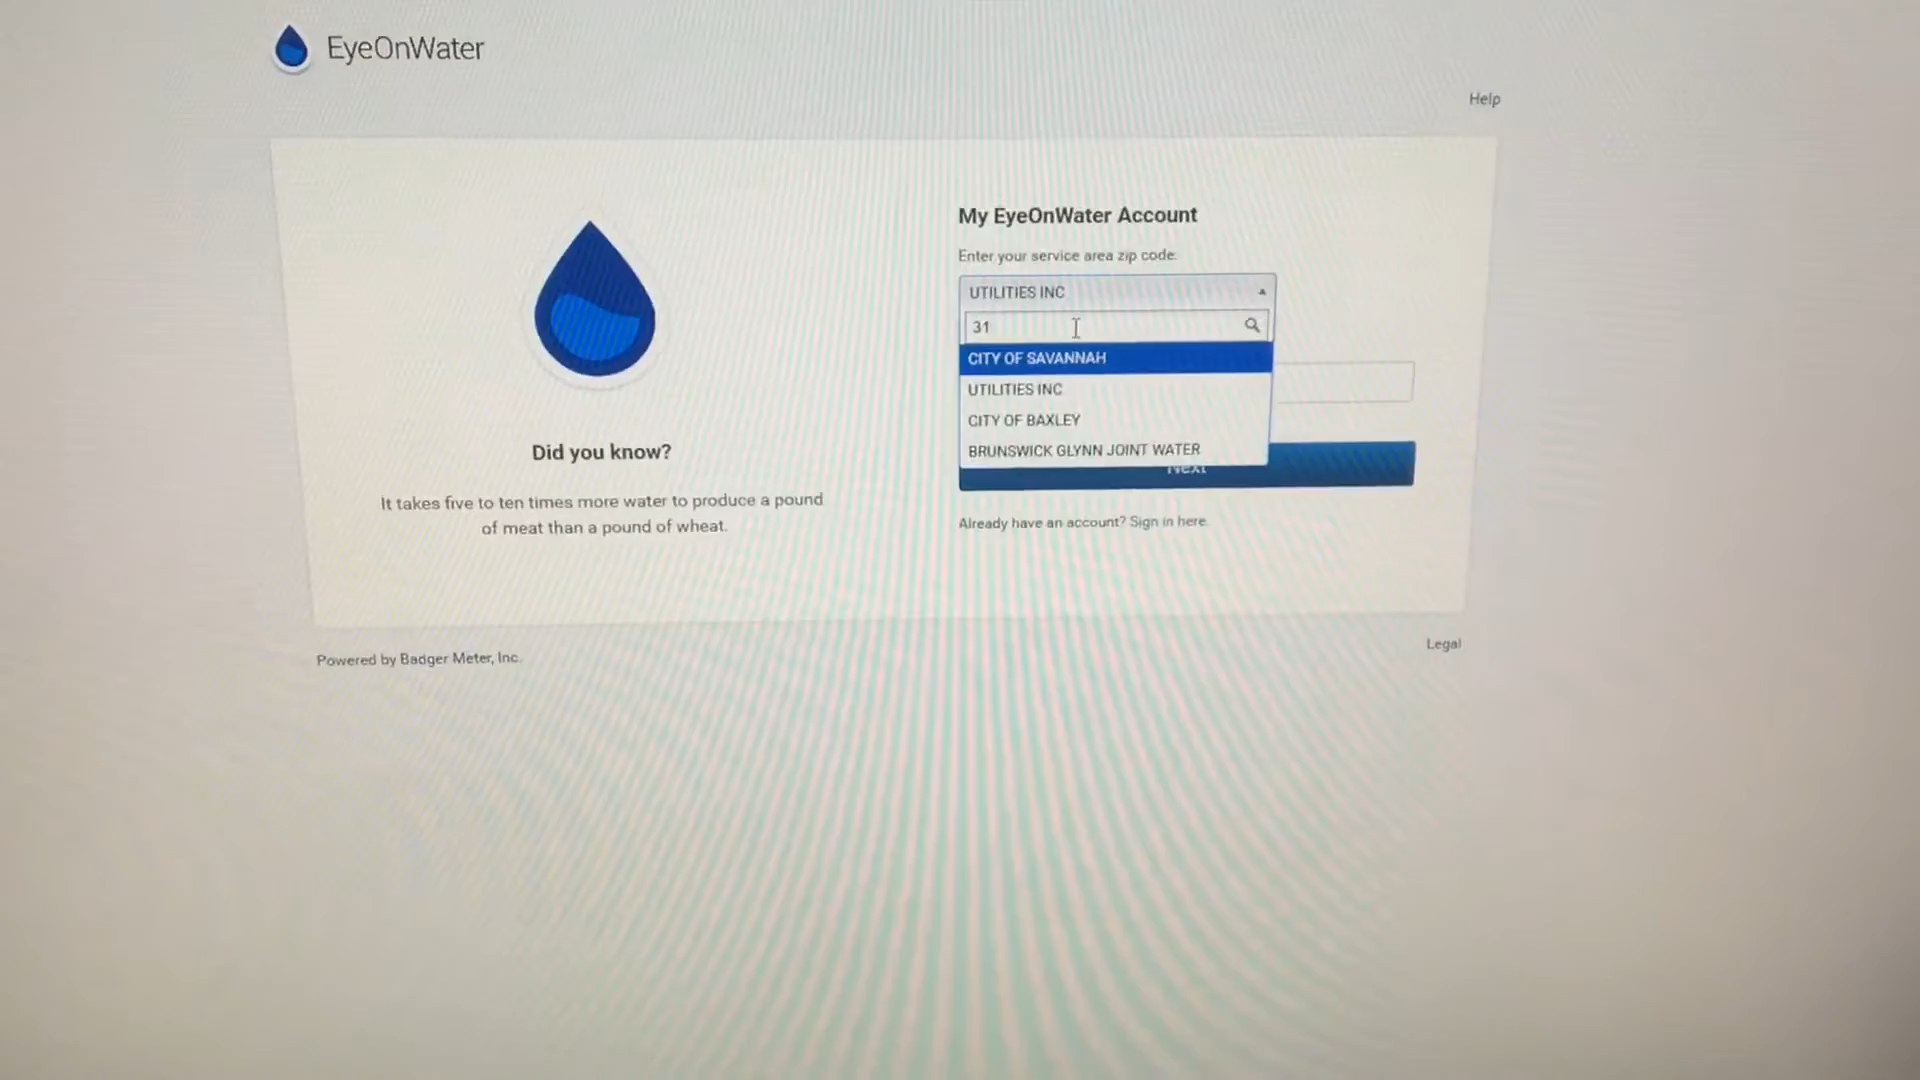 EyeOnWater
Help
My EyeOnWater Account
Enter your service area zip code:
UTILITIES INC
31
CITY OF SAVANNAH
UTILITIES INC
CITY OF BAXLEY
BRUNSWICK GLYNN JOINT WATER
Next
Already have an account? Sign in here.
Did you know?
It takes five to ten times more water to produce a pound
of meat than a pound of wheat.
Powered by Badger Meter, Inc.
Legal